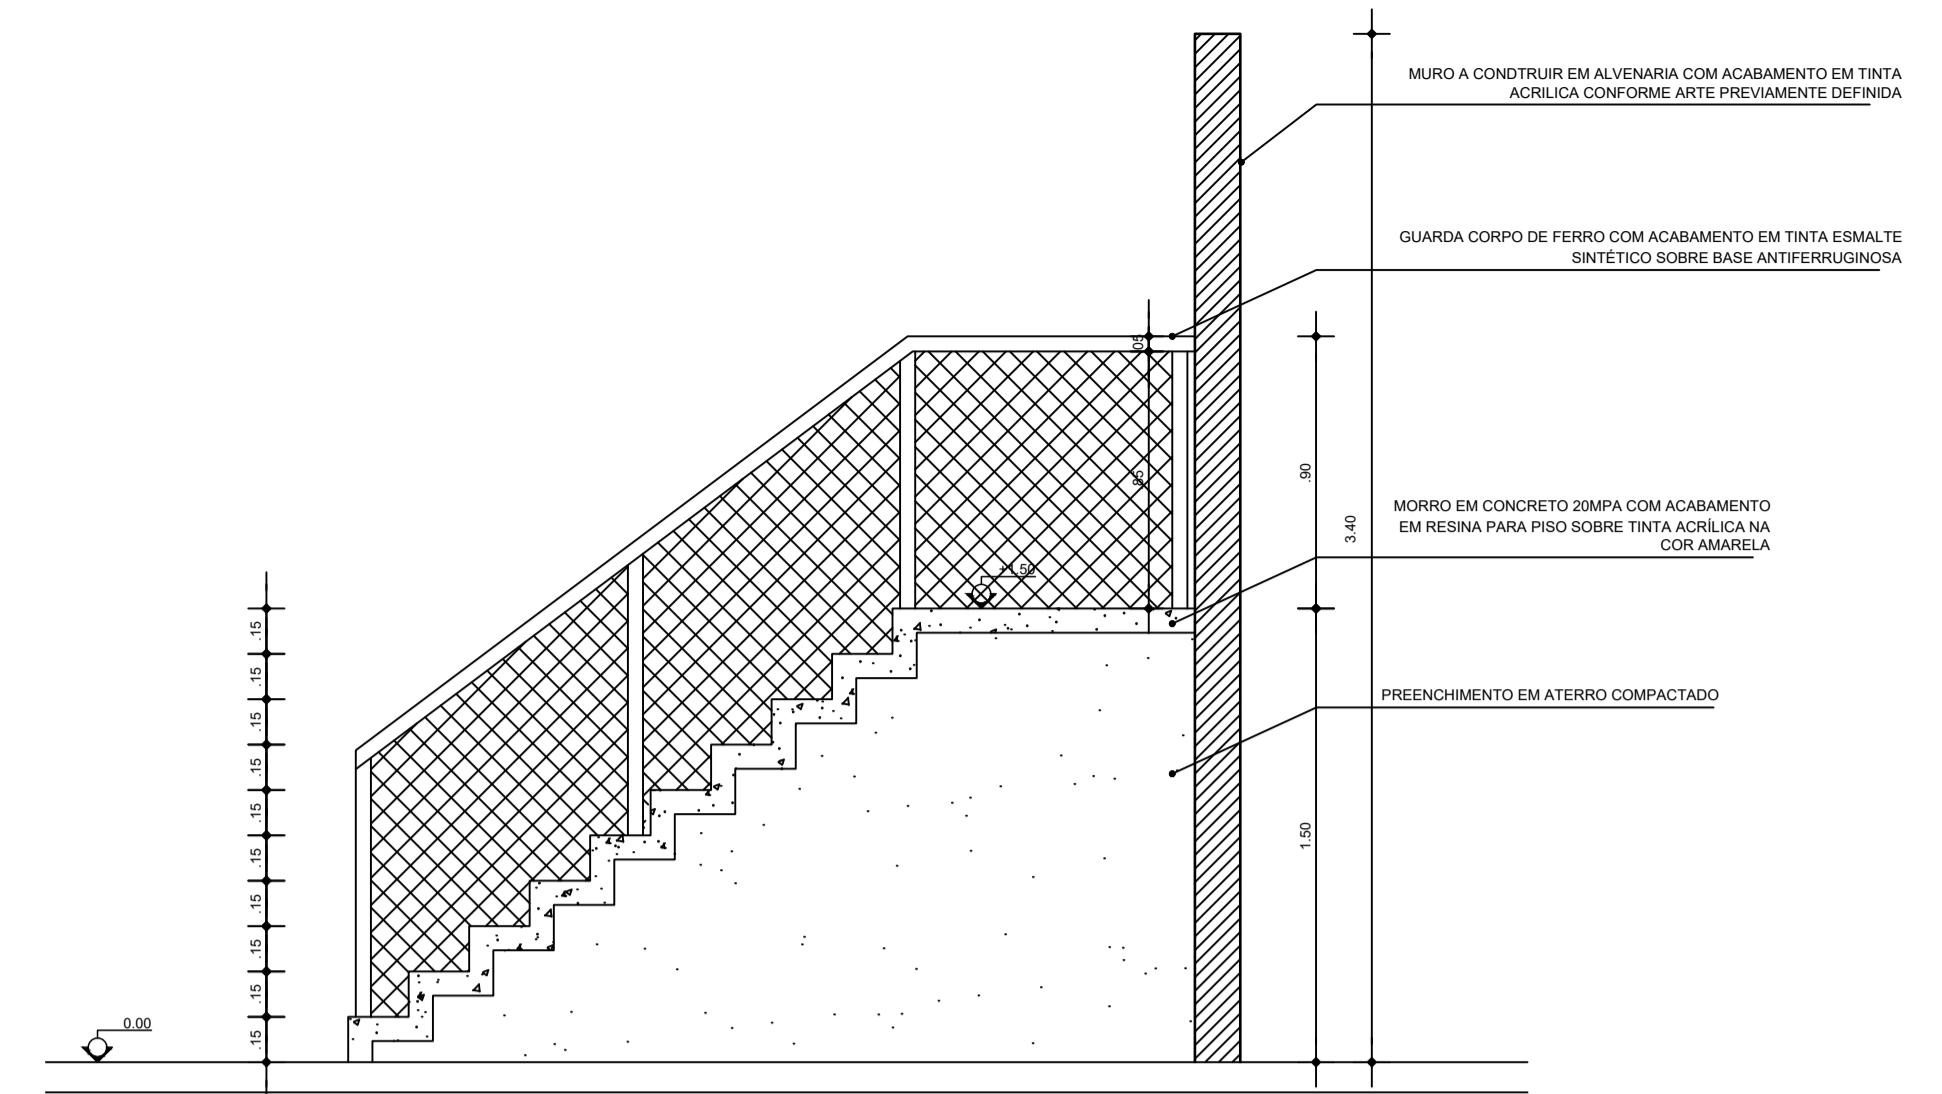 MURO A CONDTRUIR EM ALVENARIA COM ACABAMENTO EM TINTA
ACRILICA CONFORME ARTE PREVIAMENTE DEFINIDA
GUARDA CORPO DE FERRO COM ACABAMENTO EM TINTA ESMALTE
SINTÉTICO SOBRE BASE ANTIFERRUGINOSA
.05
.85
.90
3.40
MORRO EM CONCRETO 20MPA COM ACABAMENTO
EM RESINA PARA PISO SOBRE TINTA ACRÍLICA NA
COR AMARELA
+1.50
PREENCHIMENTO EM ATERRO COMPACTADO
1.50
.15
.15
.15
.15
.15
.15
.15
.15
.15
.15
0.00